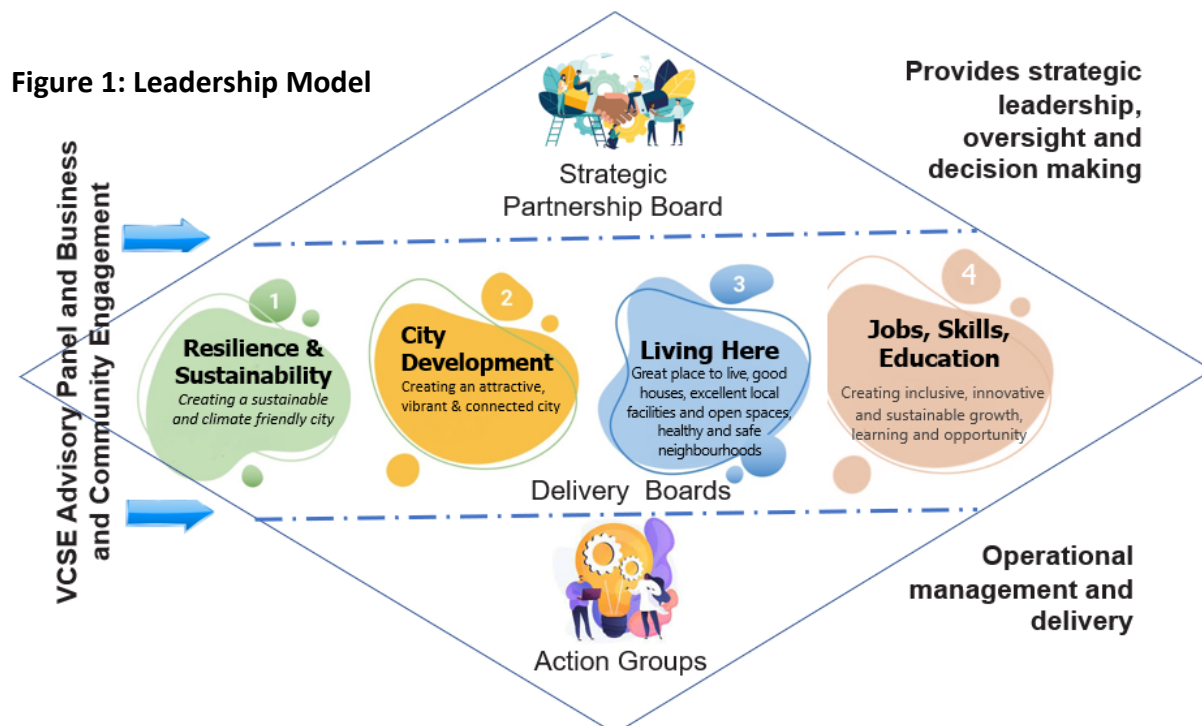 Figure 1: Leadership Model
Provides strategic
leadership,
oversight and
decision making
VCSE Advisory Panel and Business
and Community Engagement
Strategic
Partnership Board
1
Resilience &
Sustainability
Creating a sustainable
and climate friendly city
2
City
Development
Creating an attractive,
vibrant & connected city
3
Living Here
Great place to live, good
houses, excellent local
facilities and open spaces,
healthy and safe
neighbourhoods
4
Jobs, Skills,
Education
Creating inclusive, innovative
and sustainable growth,
learning and opportunity
Delivery Boards
Action Groups
Operational
management and
delivery